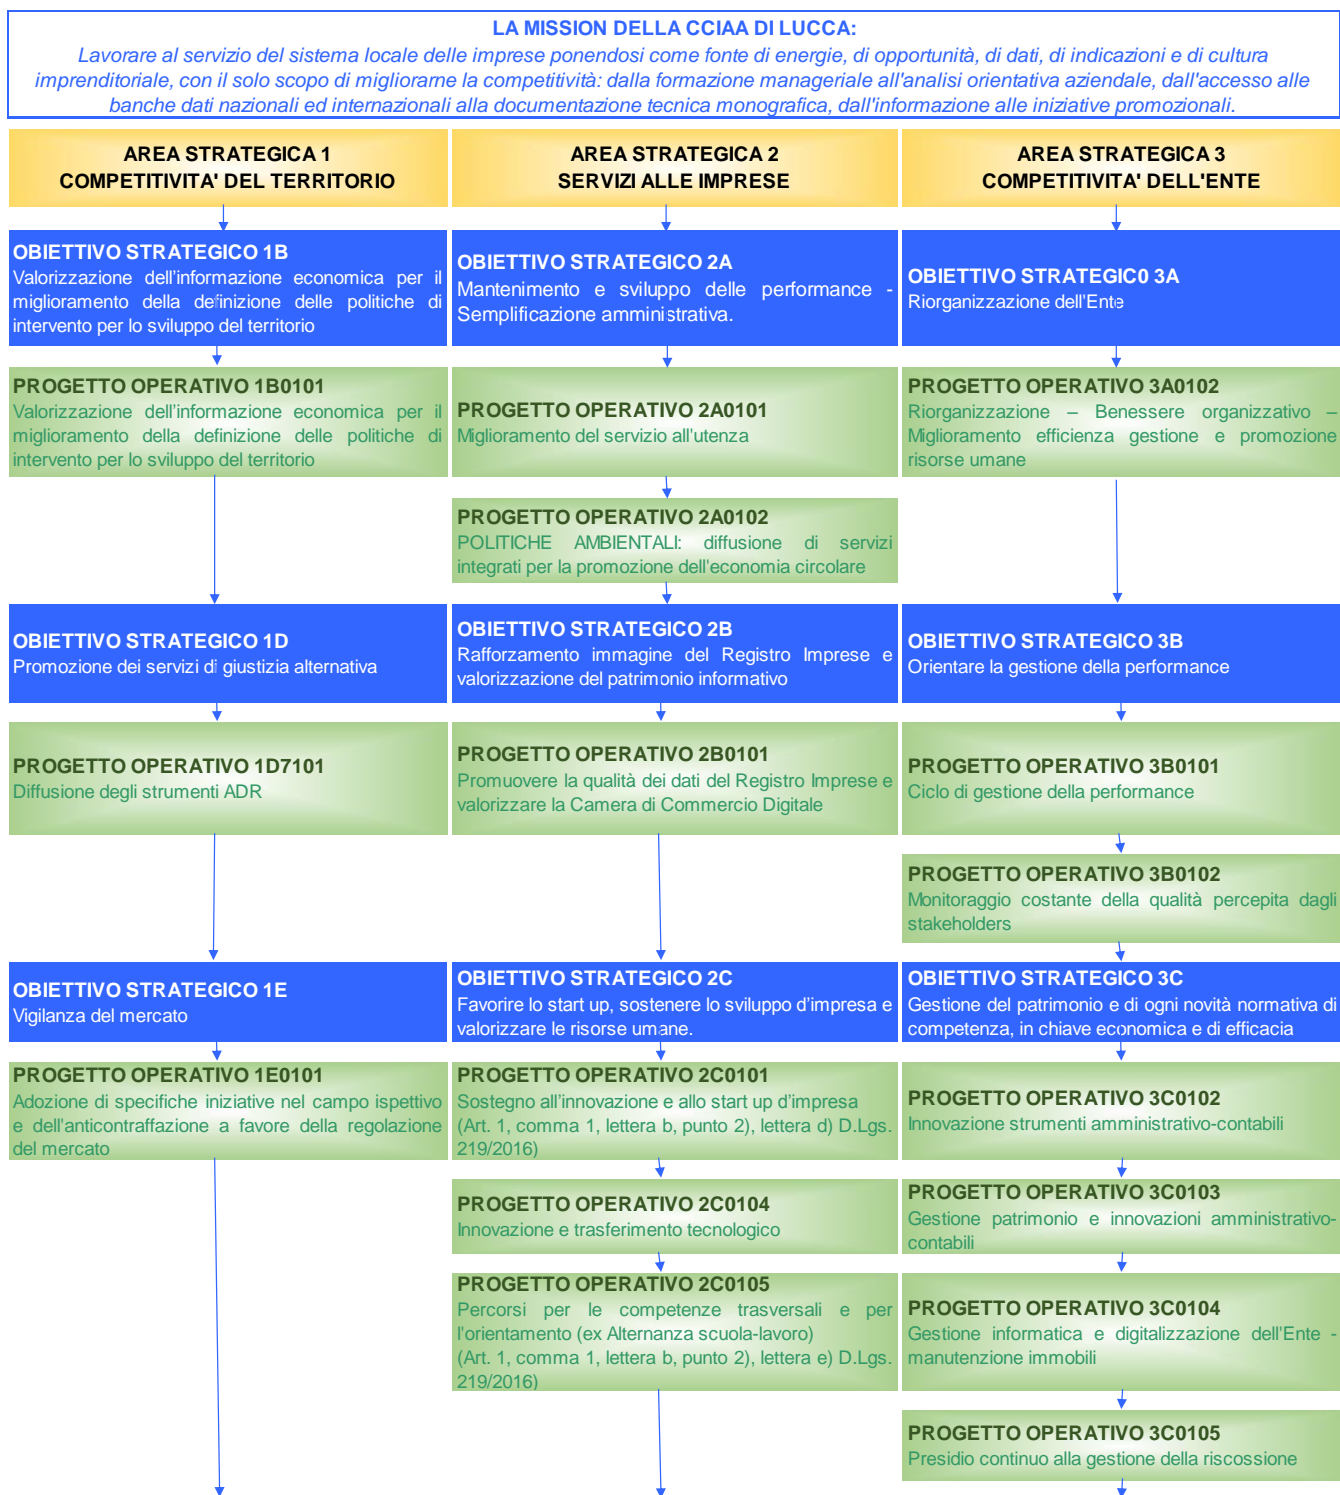 LA MISSION DELLA CCIAA DI LUCCA:
Lavorare al servizio del sistema locale delle imprese ponendosi come fonte di energie, di opportunità, di dati, di indicazioni e di cultura
imprenditoriale, con il solo scopo di migliorarne la competitività: dalla formazione manageriale all'analisi orientativa aziendale, dall'accesso alle
banche dati nazionali ed internazionali alla documentazione tecnica monografica, dall'informazione alle iniziative promozionali.
AREA STRATEGICA 1
COMPETITIVITA' DEL TERRITORIO
OBIETTIVO STRATEGICO 1B
Valorizzazione dell'informazione economica per il
miglioramento della definizione delle politiche di
intervento per lo sviluppo del territorio
PROGETTO OPERATIVO 1B0101
Valorizzazione dell'informazione economica per il
miglioramento della definizione delle politiche di
intervento per lo sviluppo del territorio
OBIETTIVO STRATEGICO 1D
Promozione dei servizi di giustizia alternativa
PROGETTO OPERATIVO 1D7101
Diffusione degli strumenti ADR
OBIETTIVO STRATEGICO 1E
Vigilanza del mercato
PROGETTO OPERATIVO 1E0101
Adozione di specifiche iniziative nel campo ispettivo
e dell'anticontraffazione a favore della regolazione
del mercato
AREA STRATEGICA 2
SERVIZI ALLE IMPRESE
OBIETTIVO STRATEGICO 2A
Mantenimento e sviluppo delle performance -
Semplificazione amministrativa.
PROGETTO OPERATIVO 2A0101
Miglioramento del servizio all'utenza
PROGETTO OPERATIVO 2A0102
POLITICHE AMBIENTALI: diffusione di servizi
integrati per la promozione dell'economia circolare
OBIETTIVO STRATEGICO 2B
Rafforzamento immagine del Registro Imprese e
valorizzazione del patrimonio informativo
PROGETTO OPERATIVO 2B0101
Promuovere la qualità dei dati del Registro Imprese e
valorizzare la Camera di Commercio Digitale
OBIETTIVO STRATEGICO 2C
Favorire lo start up, sostenere lo sviluppo d'impresa e
valorizzare le risorse umane.
PROGETTO OPERATIVO 2C0101
Sostegno all'innovazione e allo start up d'impresa
(Art. 1, comma 1, lettera b, punto 2), lettera d) D.Lgs.
219/2016)
PROGETTO OPERATIVO 2C0104
Innovazione e trasferimento tecnologico
PROGETTO OPERATIVO 2C0105
Percorsi per le competenze trasversali e per
l'orientamento (ex Alternanza scuola-lavoro)
(Art. 1, comma 1, lettera b, punto 2), lettera e) D.Lgs.
219/2016)
AREA STRATEGICA 3
COMPETITIVITA' DELL'ENTE
OBIETTIVO STRATEGIC0 3A
Riorganizzazione dell'Ente
PROGETTO OPERATIVO 3A0102
Riorganizzazione – Benessere organizzativo –
Miglioramento efficienza gestione e promozione
risorse umane
OBIETTIVO STRATEGICO 3B
Orientare la gestione della performance
PROGETTO OPERATIVO 3B0101
Ciclo di gestione della performance
PROGETTO OPERATIVO 3B0102
Monitoraggio costante della qualità percepita dagli
stakeholders
OBIETTIVO STRATEGICO 3C
Gestione del patrimonio e di ogni novità normativa di
competenza, in chiave economica e di efficacia
PROGETTO OPERATIVO 3C0102
Innovazione strumenti amministrativo-contabili
PROGETTO OPERATIVO 3C0103
Gestione patrimonio e innovazioni amministrativo-
contabili
PROGETTO OPERATIVO 3C0104
Gestione informatica e digitalizzazione dell'Ente -
manutenzione immobili
PROGETTO OPERATIVO 3C0105
Presidio continuo alla gestione della riscossione